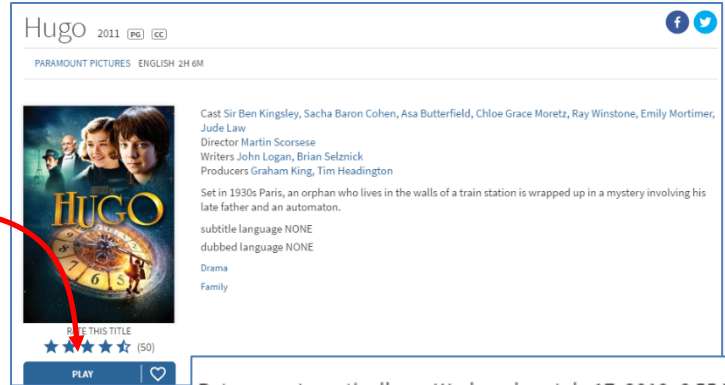 Hugo 2011 PG CC
PARAMOUNT PICTURES ENGLISH 2H 6M
Cast Sir Ben Kingsley, Sacha Baron Cohen, Asa Butterfield, Chloe Grace Moretz, Ray Winstone, Emily Mortimer,
Jude Law
Director Martin Scorsese
Writers John Logan, Brian Selznick
Producers Graham King, Tim Headington
Set in 1930s Paris, an orphan who lives in the walls of a train station is wrapped up in a mystery involving his
late father and an automaton.
subtitle language NONE
dubbed language NONE
Drama
Family
HUGO
RATE THIS TITLE
(50)
PLAY